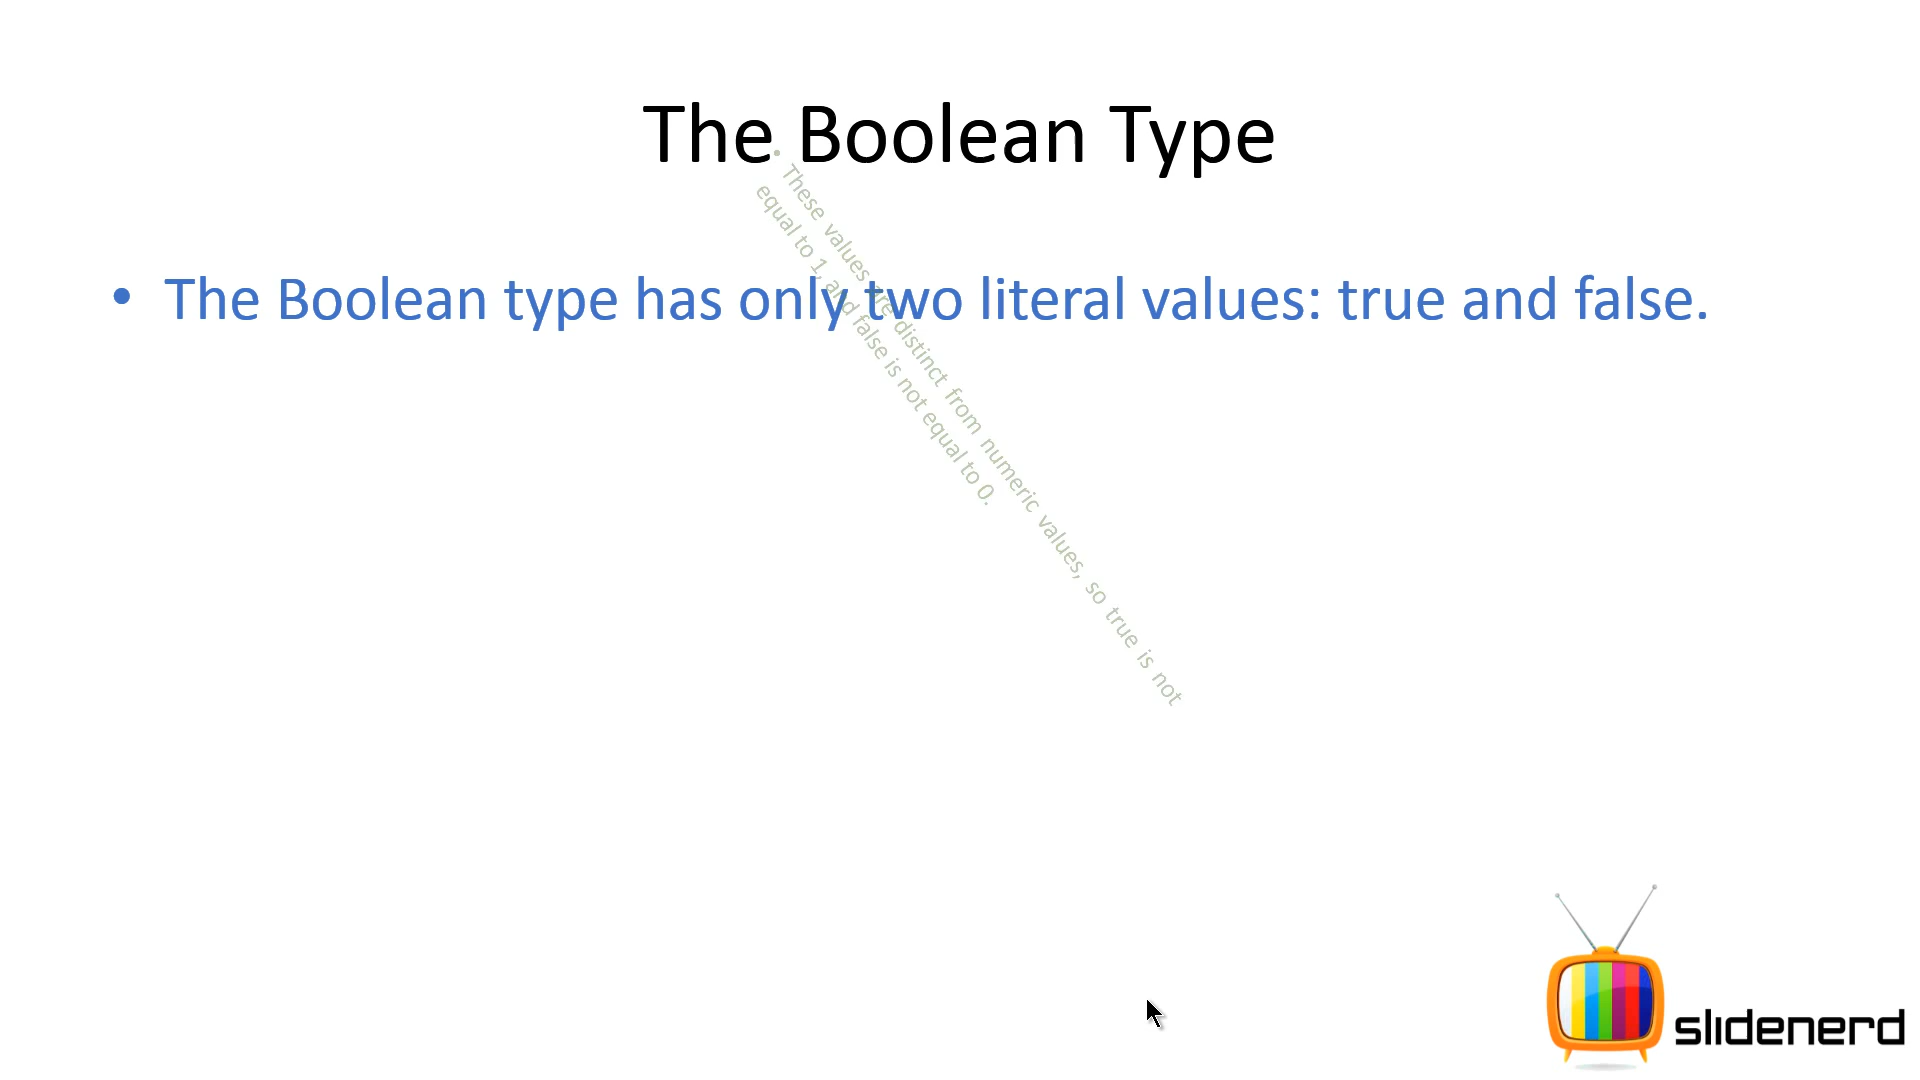 The Boolean Type
• The Boolean type has only two literal values: true and false.
• These values are distinct from numeric values, so true is not
equal to 1, and false is not equal to 0.
slidenerd